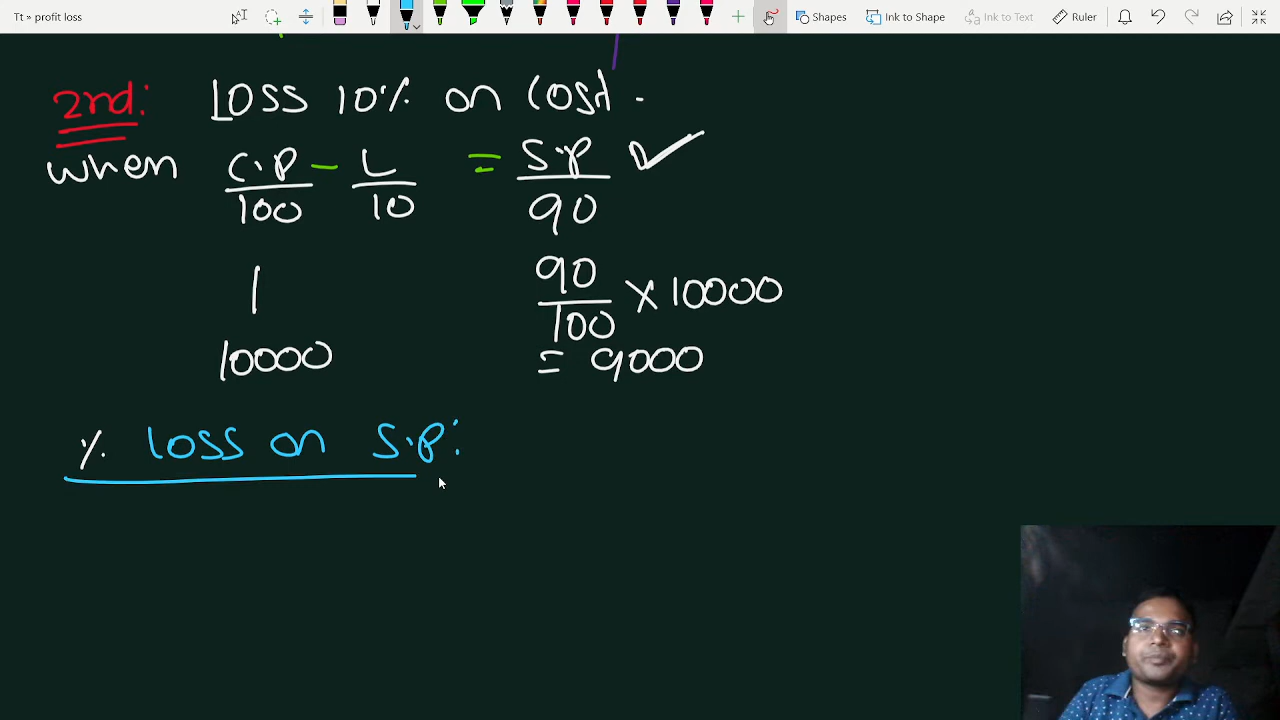 Tt » profit loss
Shapes Ink to Shape Ink to Text Ruler
2nd: Loss 10% on Cost.
when C.P - L = S.P ✓
100 10 90
1 90/100 × 10000
10000 = 9000
% loss on S.P: